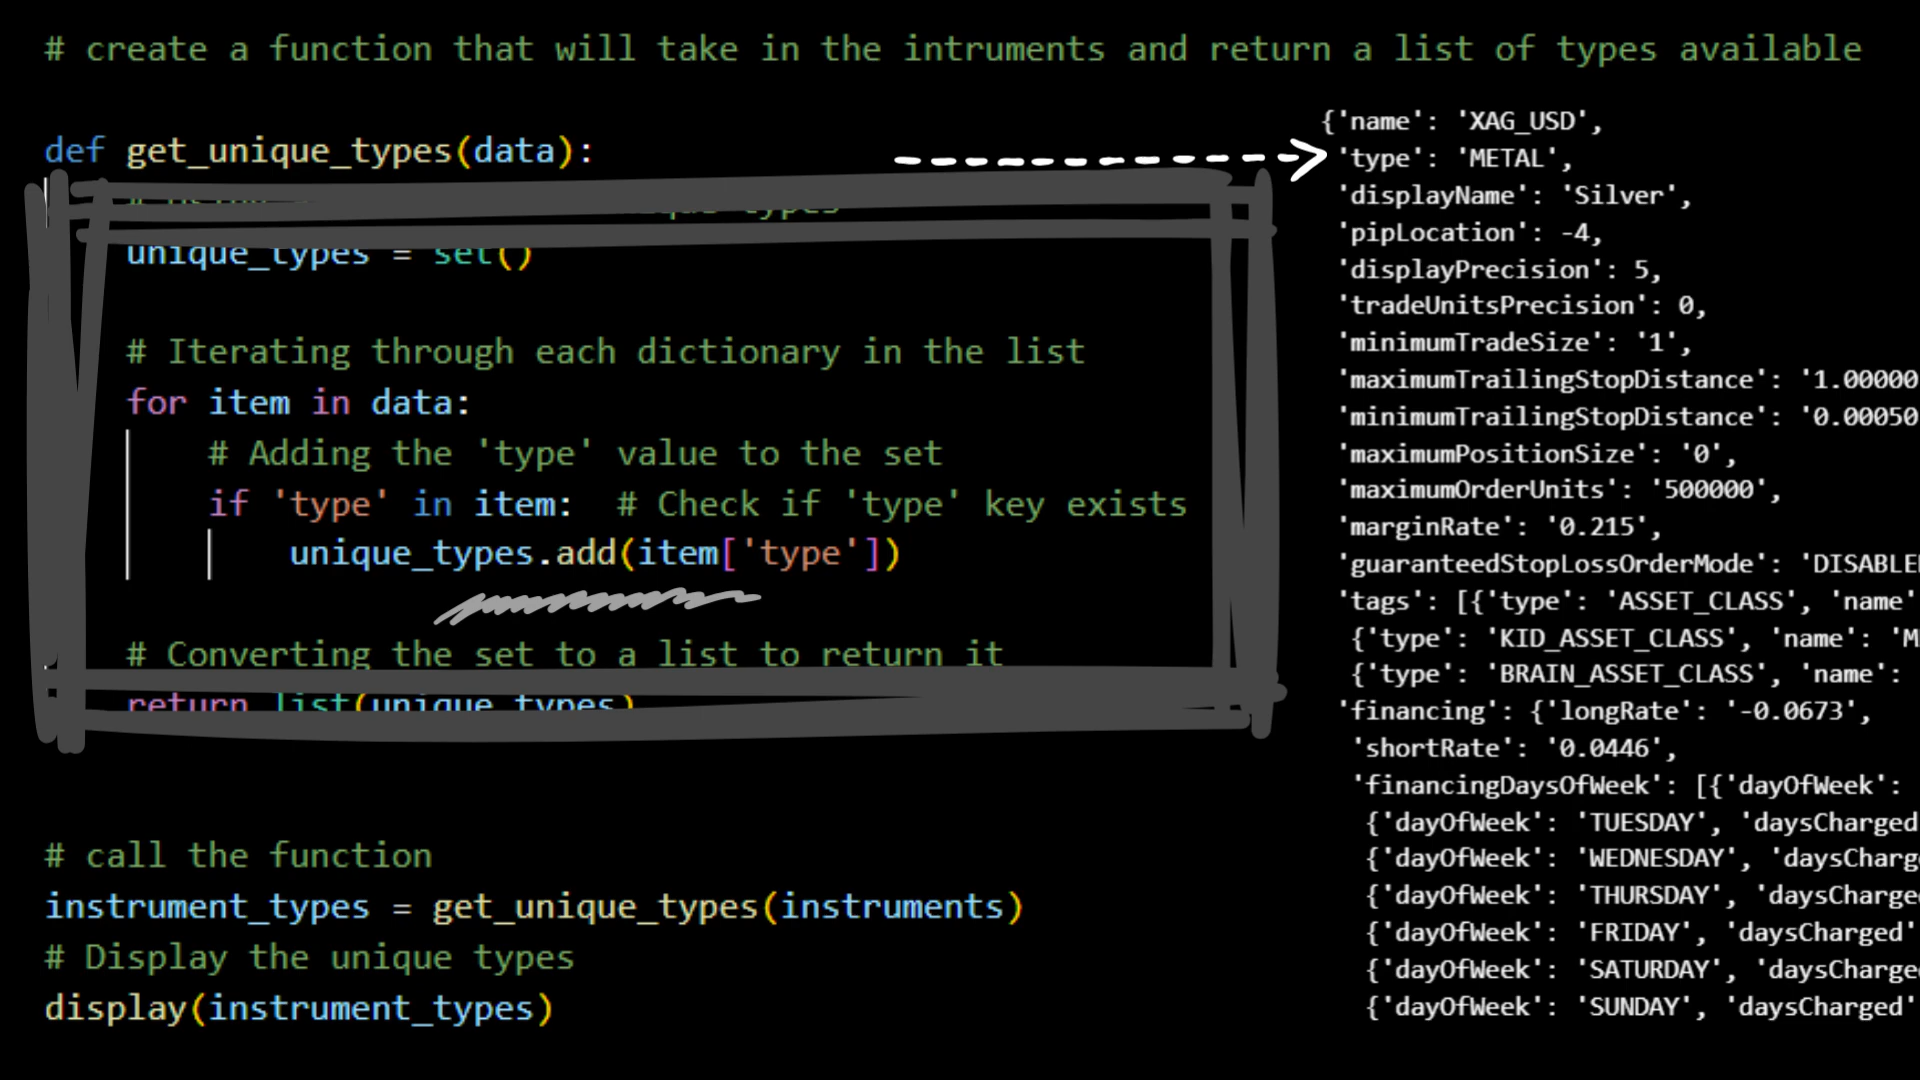 # create a function that will take in the intruments and return a list of types available
def get_unique_types(data):
unique types
unique_types = set()
# Iterating through each dictionary in the list
for item in data:
# Adding the 'type' value to the set
if 'type' in item:  # Check if 'type' key exists
unique_types.add(item['type'])
# Converting the set to a list to return it
return list(unique_types)
# call the function
instrument_types = get_unique_types(instruments)
# Display the unique types
display(instrument_types)
{'name': 'XAG_USD',
'type': 'METAL',
'displayName': 'Silver',
'pipLocation': -4,
'displayPrecision': 5,
'tradeUnitsPrecision': 0,
'minimumTradeSize': '1',
'maximumTrailingStopDistance': '1.00000
'minimumTrailingStopDistance': '0.00050
'maximumPositionSize': '0',
'maximumOrderUnits': '500000',
'marginRate': '0.215',
'guaranteedStopLossOrderMode': 'DISABLE
'tags': [{'type': 'ASSET_CLASS', 'name'
{'type': 'KID_ASSET_CLASS', 'name': 'M
{'type': 'BRAIN_ASSET_CLASS', 'name':
'financing': {'longRate': '-0.0673',
'shortRate': '0.0446',
'financingDaysOfWeek': [{'dayOfWeek':
{'dayOfWeek': 'TUESDAY', 'daysCharged
{'dayOfWeek': 'WEDNESDAY', 'daysCharg
{'dayOfWeek': 'THURSDAY', 'daysCharge
{'dayOfWeek': 'FRIDAY', 'daysCharged'
{'dayOfWeek': 'SATURDAY', 'daysCharge
{'dayOfWeek': 'SUNDAY', 'daysCharged'